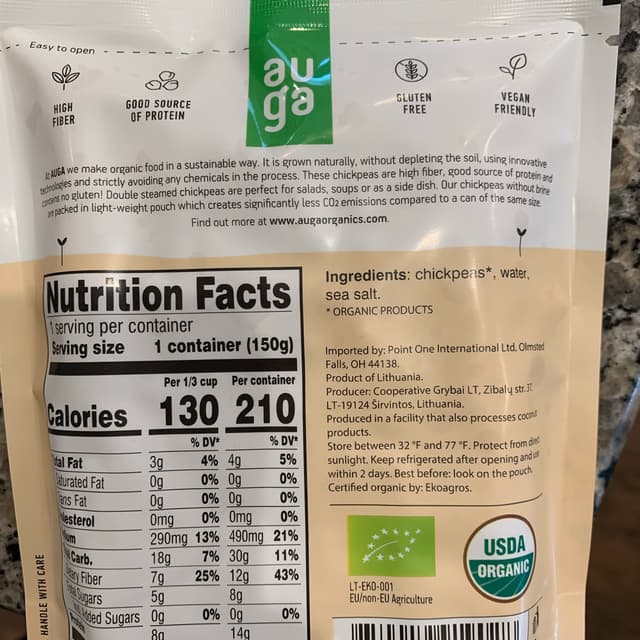 Easy to open
au
ga
HIGH
FIBER
GOOD SOURCE
OF PROTEIN
GLUTEN
FREE
VEGAN
FRIENDLY
At AUGA we make organic food in a sustainable way. It is grown naturally, without depleting the soil, using innovative
technologies and strictly avoiding any chemicals in the process. These chickpeas are high fiber, good source of protein and
contains no gluten! Double steamed chickpeas are perfect for salads, soups or as a side dish. Our chickpeas without brine
are packed in light-weight pouch which creates significantly less CO2 emissions compared to a can of the same size.
Find out more at www.augaorganics.com.
Nutrition Facts
1 serving per container
Serving size 1 container (150g)
Per 1/3 cup Per container
Calories 130 210
% DV* % DV*
tal Fat 3g 4% 4g 5%
aturated Fat 0g 0% 0g 0%
ans Fat 0g 0% 0g 0%
lesterol 0mg 0% 0mg 0%
ium 290mg 13% 490mg 21%
Carb. 18g 7% 30g 11%
ary Fiber 7g 25% 12g 43%
Sugars 5g 8g
Added Sugars 0g 0% 0g 0%
8g 14g
HANDLE WITH CARE
Ingredients: chickpeas*, water,
sea salt.
* ORGANIC PRODUCTS
Imported by: Point One International Ltd, Olmsted
Falls, OH 44138.
Product of Lithuania.
Producer: Cooperative Grybai LT, Zibalų str. 37,
LT-19124 Širvintos, Lithuania.
Produced in a facility that also processes coconut
products.
Store between 32 °F and 77 °F. Protect from direct
sunlight. Keep refrigerated after opening and use
within 2 days. Best before: look on the pouch.
Certified organic by: Ekoagros.
LT-EKO-001
EU/non-EU Agriculture
USDA
ORGANIC